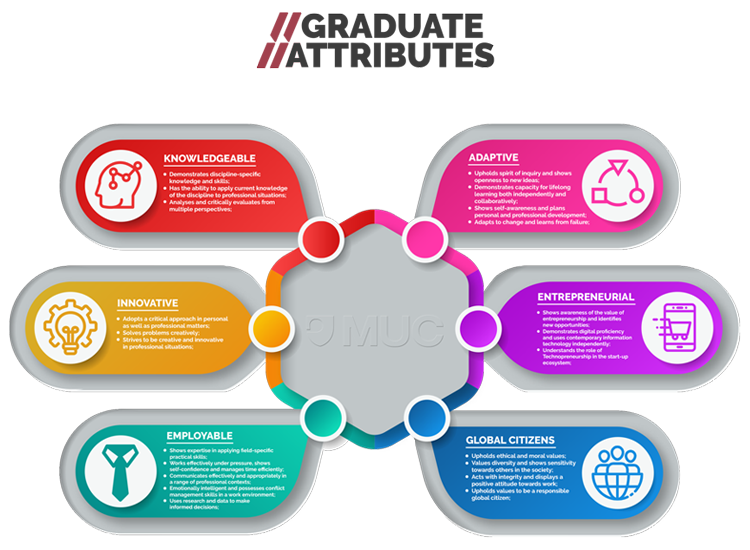 //GRADUATE
//ATTRIBUTES
KNOWLEDGEABLE
• Demonstrates discipline-specific
knowledge and skills;
• Has the ability to apply current knowledge
of the discipline to professional situations;
• Analyses and critically evaluates from
multiple perspectives;
ADAPTIVE
• Upholds spirit of inquiry and shows
openness to new ideas;
• Demonstrates capacity for lifelong
learning both independently and
collaboratively;
• Shows self-awareness and plans
personal and professional development;
• Adapts to change and learns from failure;
INNOVATIVE
• Adopts a critical approach in personal
as well as professional matters;
• Solves problems creatively;
• Strives to be creative and innovative
in professional situations;
MUC
ENTREPRENEURIAL
• Shows awareness of the value of
entrepreneurship and identifies
new opportunities;
• Demonstrates digital proficiency
and uses contemporary information
technology independently;
• Understands the role of
Technopreneurship in the start-up
ecosystem;
EMPLOYABLE
• Shows expertise in applying field-specific
practical skills;
• Works effectively under pressure, shows
self-confidence and manages time efficiently;
• Communicates effectively and appropriately in
a range of professional contexts;
• Emotionally intelligent and possesses conflict
management skills in a work environment;
• Uses research and data to make
informed decisions;
GLOBAL CITIZENS
• Upholds ethical and moral values;
• Values diversity and shows sensitivity
towards others in the society;
• Acts with integrity and displays a
positive attitude towards work;
• Upholds values to be a responsible
global citizen;